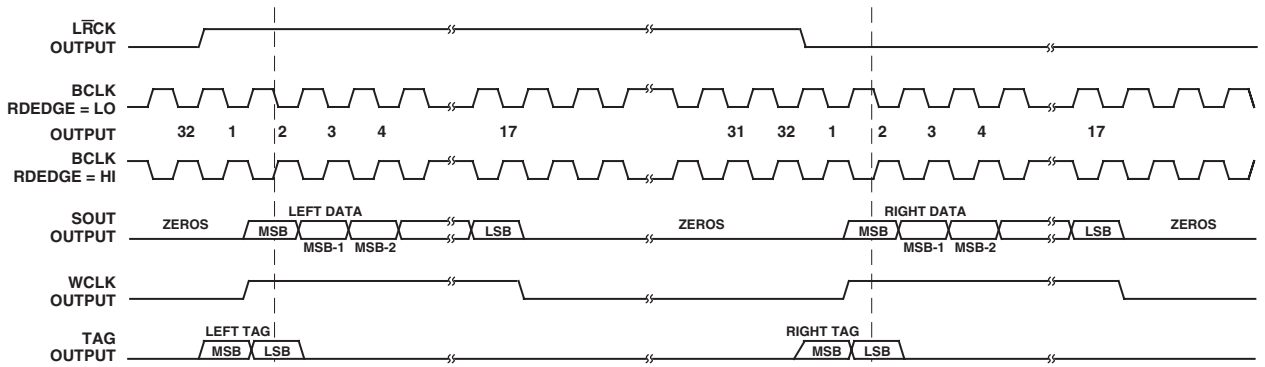 LR̅CK
OUTPUT
BCLK
RDEDGE = LO
OUTPUT 32 1 2 3 4 17 31 32 1 2 3 4 17
BCLK
RDEDGE = HI
SOUT
OUTPUT
ZEROS LEFT DATA ZEROS RIGHT DATA ZEROS
MSB LSB MSB LSB
MSB-1 MSB-2 MSB-1 MSB-2
WCLK
OUTPUT
TAG
OUTPUT
LEFT TAG RIGHT TAG
MSB LSB MSB LSB